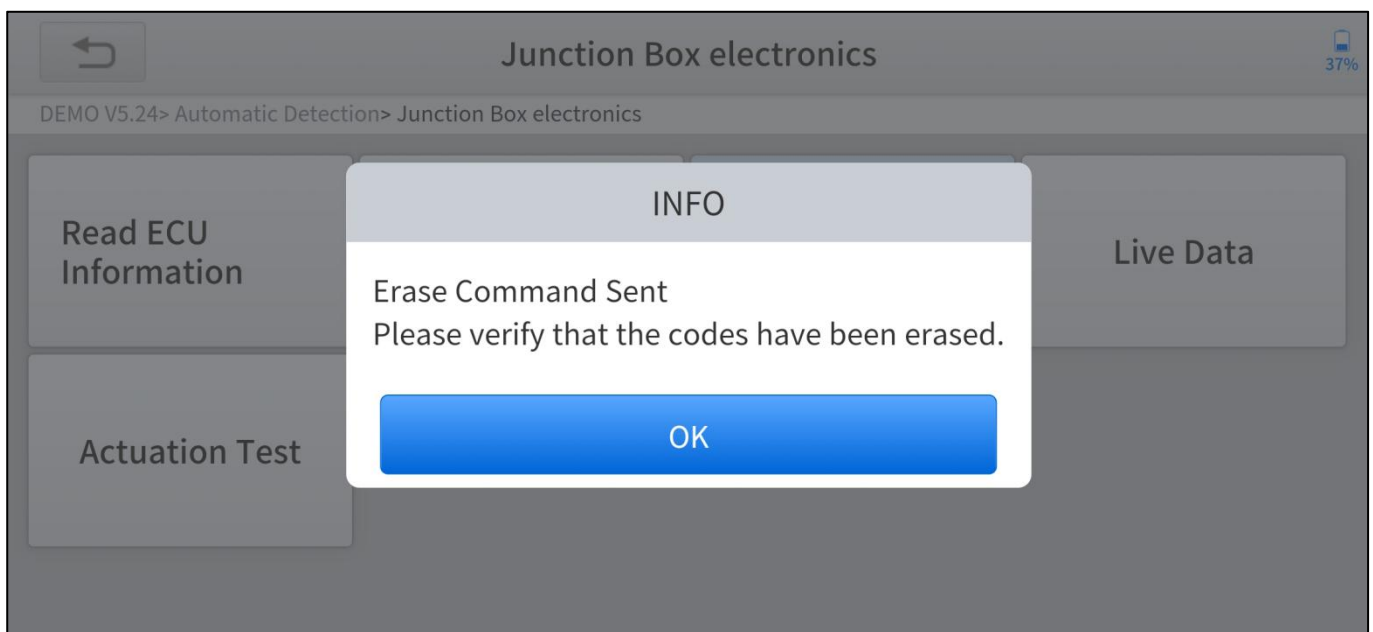 Junction Box electronics
37%
DEMO V5.24> Automatic Detection> Junction Box electronics
Read ECU
Information
Live Data
Actuation Test
INFO
Erase Command Sent
Please verify that the codes have been erased.
OK